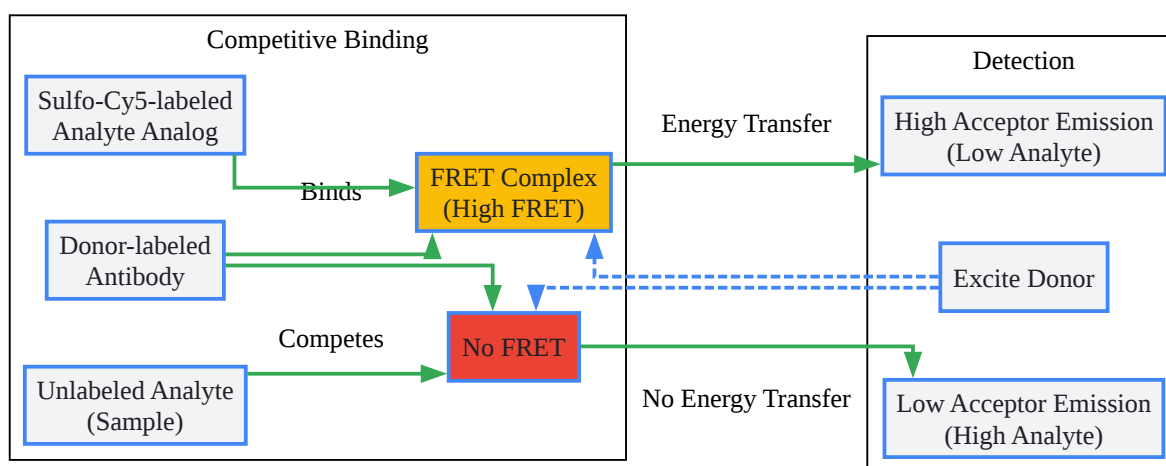 Competitive Binding
Sulfo-Cy5-labeled
Analyte Analog
Binds
FRET Complex
(High FRET)
Donor-labeled
Antibody
Competes
No FRET
Unlabeled Analyte
(Sample)
Energy Transfer
No Energy Transfer
Detection
High Acceptor Emission
(Low Analyte)
Excite Donor
Low Acceptor Emission
(High Analyte)